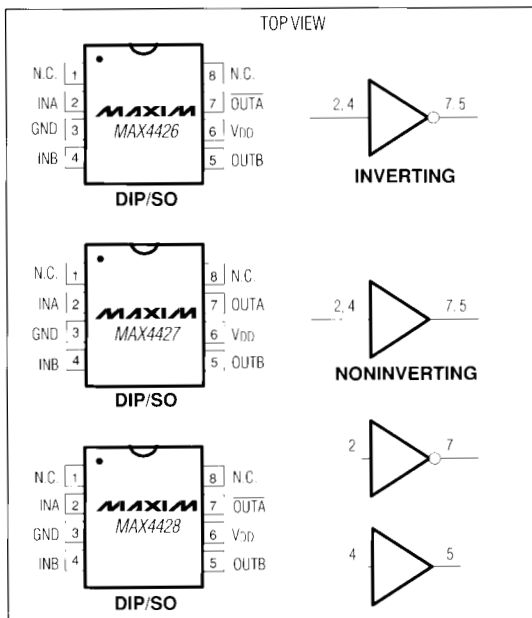 TOP VIEW
N.C. 1 8 N.C.
INA 2 7 O̅U̅T̅A̅
GND 3 6 VDD
INB 4 5 OUTB
MAXIM
MAX4426
DIP/SO
2, 4 7, 5
INVERTING
N.C. 1 8 N.C.
INA 2 7 OUTA
GND 3 6 VDD
INB 4 5 OUTB
MAXIM
MAX4427
DIP/SO
2, 4 7, 5
NONINVERTING
N.C. 1 8 N.C.
INA 2 7 O̅U̅T̅A̅
GND 3 6 VDD
INB 4 5 OUTB
MAXIM
MAX4428
DIP/SO
2 7
4 5